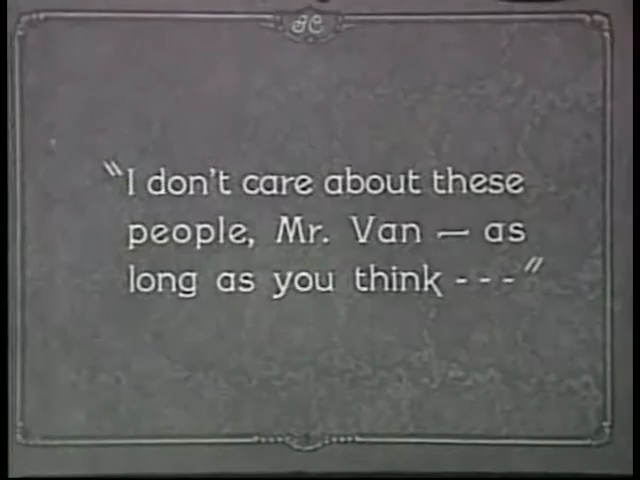 "I don't care about these
people, Mr. Van — as
long as you think - - -"